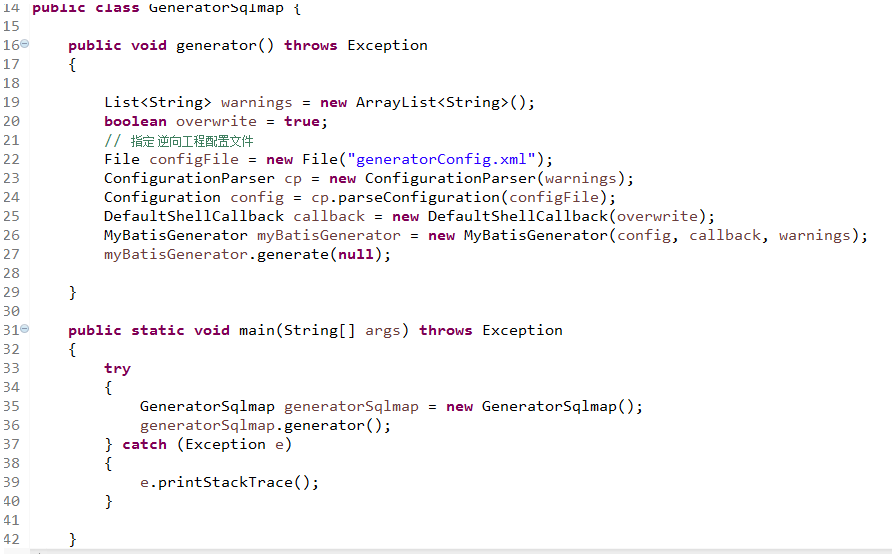 14 public class GeneratorSqlmap {
15
16 public void generator() throws Exception
17 {
18
19 List<String> warnings = new ArrayList<String>();
20 boolean overwrite = true;
21 // 指定 逆向工程配置文件
22 File configFile = new File("generatorConfig.xml");
23 ConfigurationParser cp = new ConfigurationParser(warnings);
24 Configuration config = cp.parseConfiguration(configFile);
25 DefaultShellCallback callback = new DefaultShellCallback(overwrite);
26 MyBatisGenerator myBatisGenerator = new MyBatisGenerator(config, callback, warnings);
27 myBatisGenerator.generate(null);
28
29 }
30
31 public static void main(String[] args) throws Exception
32 {
33 try
34 {
35 GeneratorSqlmap generatorSqlmap = new GeneratorSqlmap();
36 generatorSqlmap.generator();
37 } catch (Exception e)
38 {
39 e.printStackTrace();
40 }
41
42 }